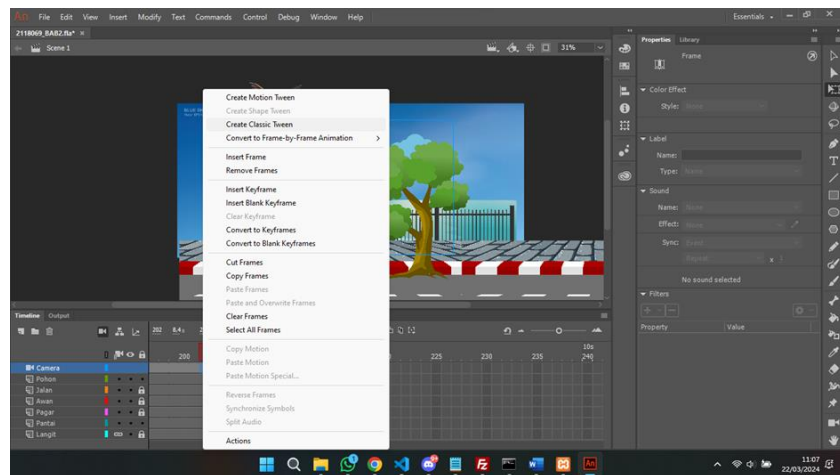 An File Edit View Insert Modify Text Commands Control Debug Window Help Essentials
2118069_BAB2.fla*
Scene 1
31%
Create Motion Tween
Create Shape Tween
Create Classic Tween
Convert to Frame-by-Frame Animation
Insert Frame
Remove Frames
Insert Keyframe
Insert Blank Keyframe
Clear Keyframe
Convert to Keyframes
Convert to Blank Keyframes
Cut Frames
Copy Frames
Paste Frames
Paste and Overwrite Frames
Clear Frames
Select All Frames
Copy Motion
Paste Motion
Paste Motion Special...
Reverse Frames
Synchronize Symbols
Split Audio
Actions
Properties Library
Frame
Color Effect
Style: None
Label
Name:
Type: Name
Sound
Name: None
Effect: None
Sync: Event
Repeat x 1
No sound selected
Filters
Property Value
Timeline Output
202 8,4 s
10s
200 225 230 235 240
Camera
Pohon
Jalan
Awan
Pagar
Pantai
Langit
11:07
22/03/2024